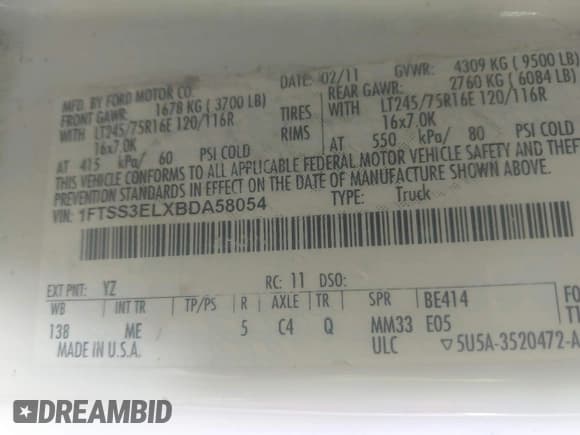 MFD. BY FORD MOTOR CO.
DATE: 02/11 GVWR: 4309 KG ( 9500 LB)
FRONT GAWR: 1678 KG ( 3700 LB)
REAR GAWR: 2760 KG ( 6084 LB)
WITH LT245/75R16E 120/116R TIRES WITH LT245/75R16E 120/116R
16x7.0K RIMS 16x7.0K
AT 415 kPa/ 60 PSI COLD AT 550 kPa/ 80 PSI COLD
THIS VEHICLE CONFORMS TO ALL APPLICABLE FEDERAL MOTOR VEHICLE SAFETY AND THEFT
PREVENTION STANDARDS IN EFFECT ON THE DATE OF MANUFACTURE SHOWN ABOVE.
VIN: 1FTSS3ELXBDA58054 TYPE: Truck
EXT PNT: YZ RC: 11 DSO:
WB INT TR TP/PS R AXLE TR SPR BE414
138 ME 5 C4 Q MM33 E05
MADE IN U.S.A. ULC ▽5U5A-3520472-A
DREAMBID